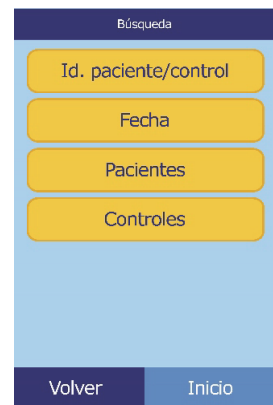 Búsqueda
Id. paciente/control
Fecha
Pacientes
Controles
Volver Inicio